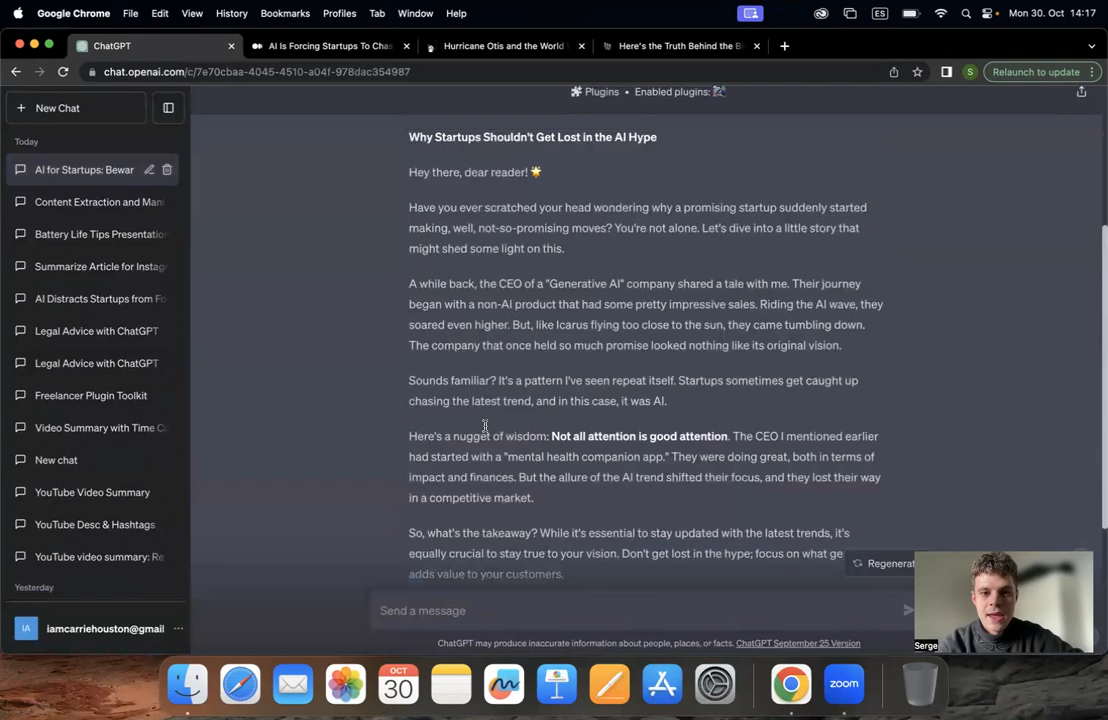 Google Chrome File Edit View History Bookmarks Profiles Tab Window Help ES Mon 30. Oct 14:17
ChatGPT AI Is Forcing Startups To Chas Hurricane Otis and the World Here's the Truth Behind the B
chat.openai.com/c/7e70cbaa-4045-4510-a04f-978dac354987 S Relaunch to update
New Chat
Plugins • Enabled plugins:
Today
AI for Startups: Bewar
Content Extraction and Mani
Battery Life Tips Presentatio
Summarize Article for Instag
AI Distracts Startups from Fo
Legal Advice with ChatGPT
Legal Advice with ChatGPT
Freelancer Plugin Toolkit
Video Summary with Time Co
New chat
YouTube Video Summary
YouTube Desc & Hashtags
YouTube video summary: Re
Yesterday
IA iamcarriehouston@gmail
Why Startups Shouldn't Get Lost in the AI Hype
Hey there, dear reader! 🌟
Have you ever scratched your head wondering why a promising startup suddenly started
making, well, not-so-promising moves? You're not alone. Let's dive into a little story that
might shed some light on this.
A while back, the CEO of a "Generative AI" company shared a tale with me. Their journey
began with a non-AI product that had some pretty impressive sales. Riding the AI wave, they
soared even higher. But, like Icarus flying too close to the sun, they came tumbling down.
The company that once held so much promise looked nothing like its original vision.
Sounds familiar? It's a pattern I've seen repeat itself. Startups sometimes get caught up
chasing the latest trend, and in this case, it was AI.
Here's a nugget of wisdom: Not all attention is good attention. The CEO I mentioned earlier
had started with a "mental health companion app." They were doing great, both in terms of
impact and finances. But the allure of the AI trend shifted their focus, and they lost their way
in a competitive market.
So, what's the takeaway? While it's essential to stay updated with the latest trends, it's
equally crucial to stay true to your vision. Don't get lost in the hype; focus on what ge
adds value to your customers.
Regenerat
Send a message
ChatGPT may produce inaccurate information about people, places, or facts. ChatGPT September 25 Version
Serge
OCT
30
zoom